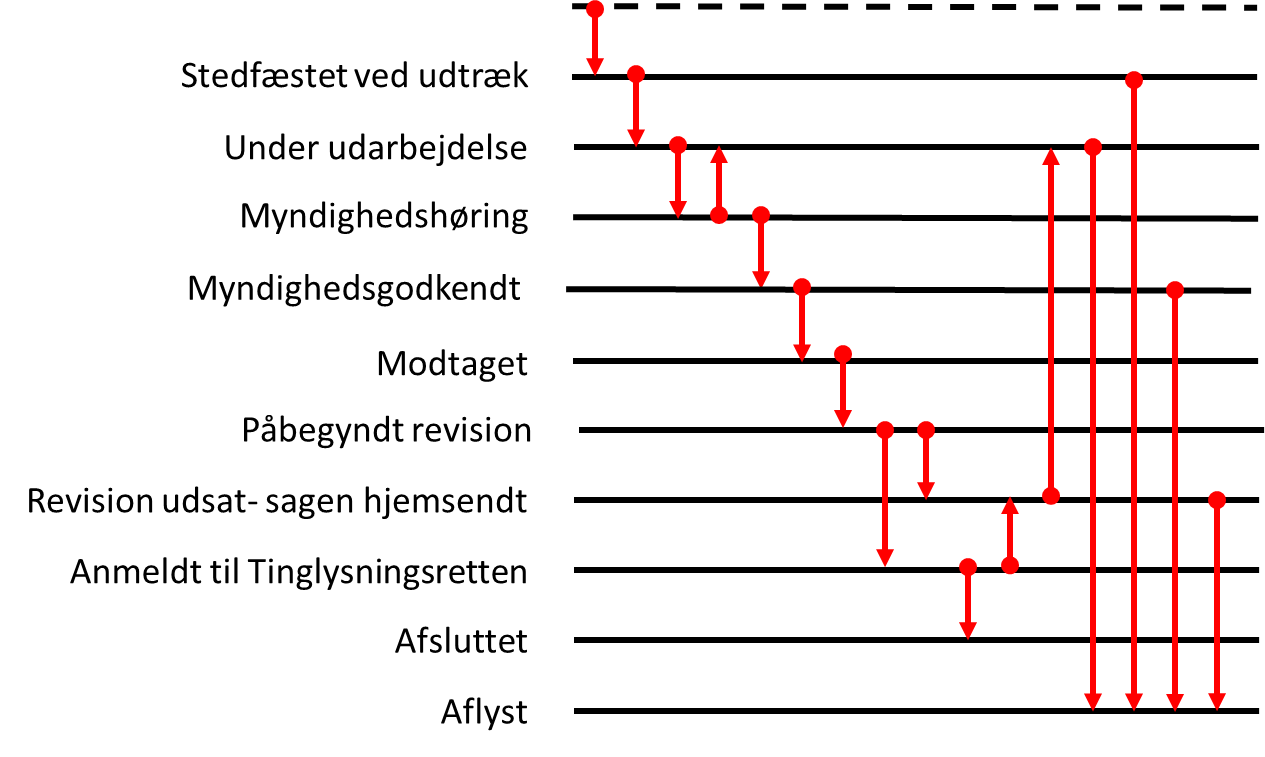 Stedfæstet ved udtræk
Under udarbejdelse
Myndighedshøring
Myndighedsgodkendt
Modtaget
Påbegyndt revision
Revision udsat- sagen hjemsendt
Anmeldt til Tinglysningsretten
Afsluttet
Aflyst